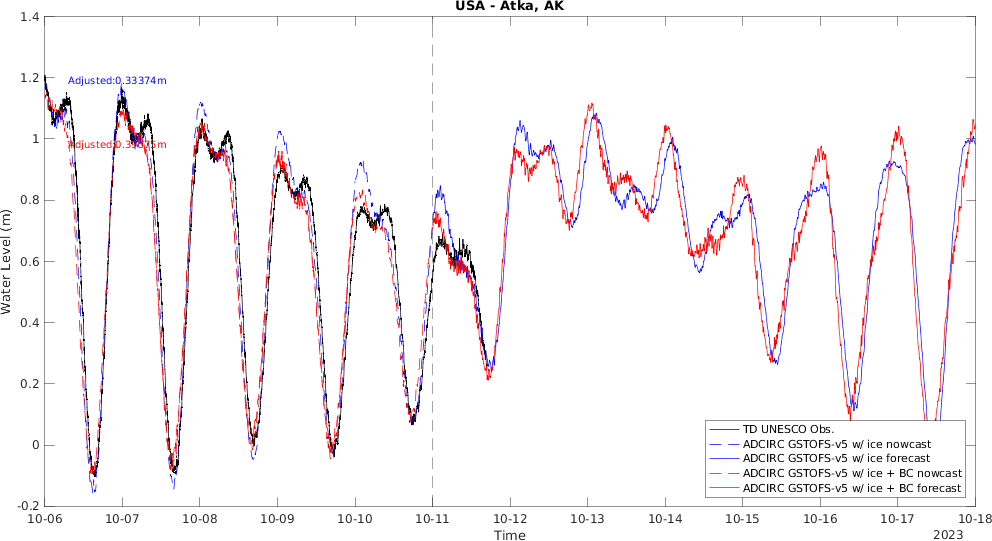 USA - Atka, AK
1.4
1.2
1
0.8
0.6
0.4
0.2
0
-0.2
Water Level (m)
Adjusted:0.33374m
10-06
10-07
10-08
10-09
10-10
10-11
10-12
10-13
10-14
10-15
10-16
10-17
10-18
Time
2023
TD UNESCO Obs.
ADCIRC GSTOFS-v5 w/ ice nowcast
ADCIRC GSTOFS-v5 w/ ice forecast
ADCIRC GSTOFS-v5 w/ ice + BC nowcast
ADCIRC GSTOFS-v5 w/ ice + BC forecast